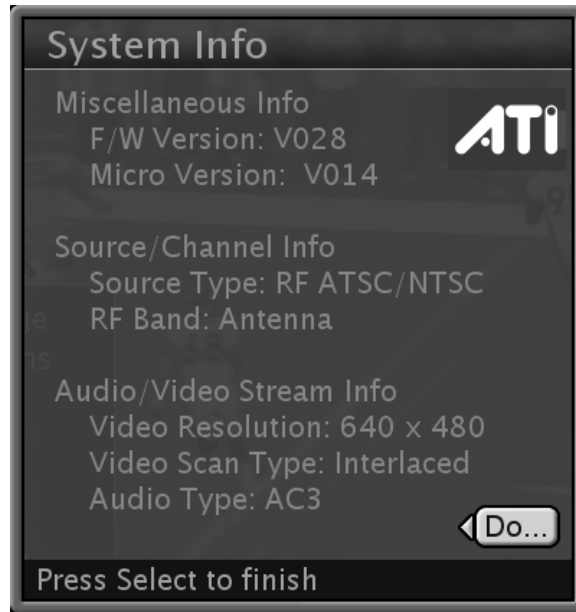 System Info
Miscellaneous Info
ATI
F/W Version: V028
Micro Version: V014
Source/Channel Info
Source Type: RF ATSC/NTSC
RF Band: Antenna
Audio/Video Stream Info
Video Resolution: 640 x 480
Video Scan Type: Interlaced
Audio Type: AC3
Do...
Press Select to finish